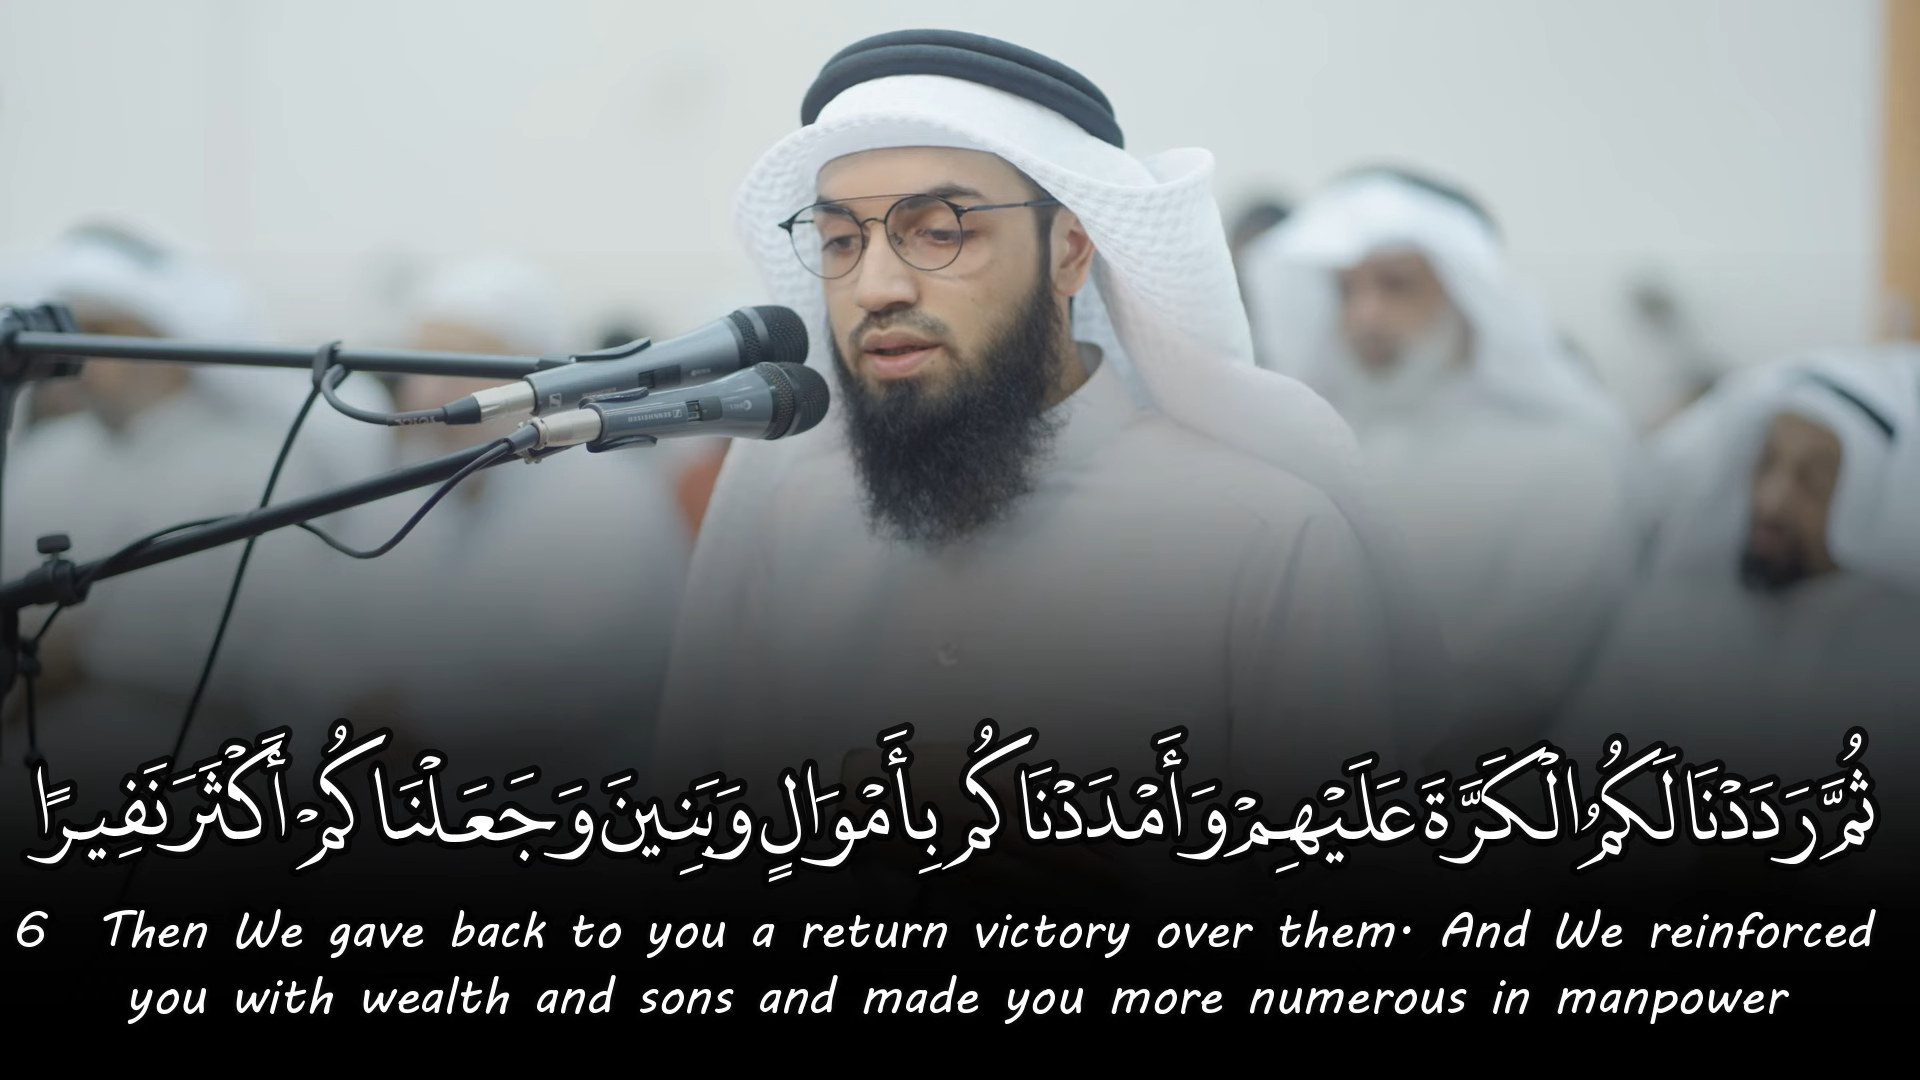 SENNHEISER
ثُمَّ رَدَدْنَا لَكُمُ الْكَرَّةَ عَلَيْهِمْ وَأَمْدَدْنَاكُم بِأَمْوَالٍ وَبَنِينَ وَجَعَلْنَاكُمْ أَكْثَرَ نَفِيرًا
6 Then We gave back to you a return victory over them. And We reinforced
you with wealth and sons and made you more numerous in manpower